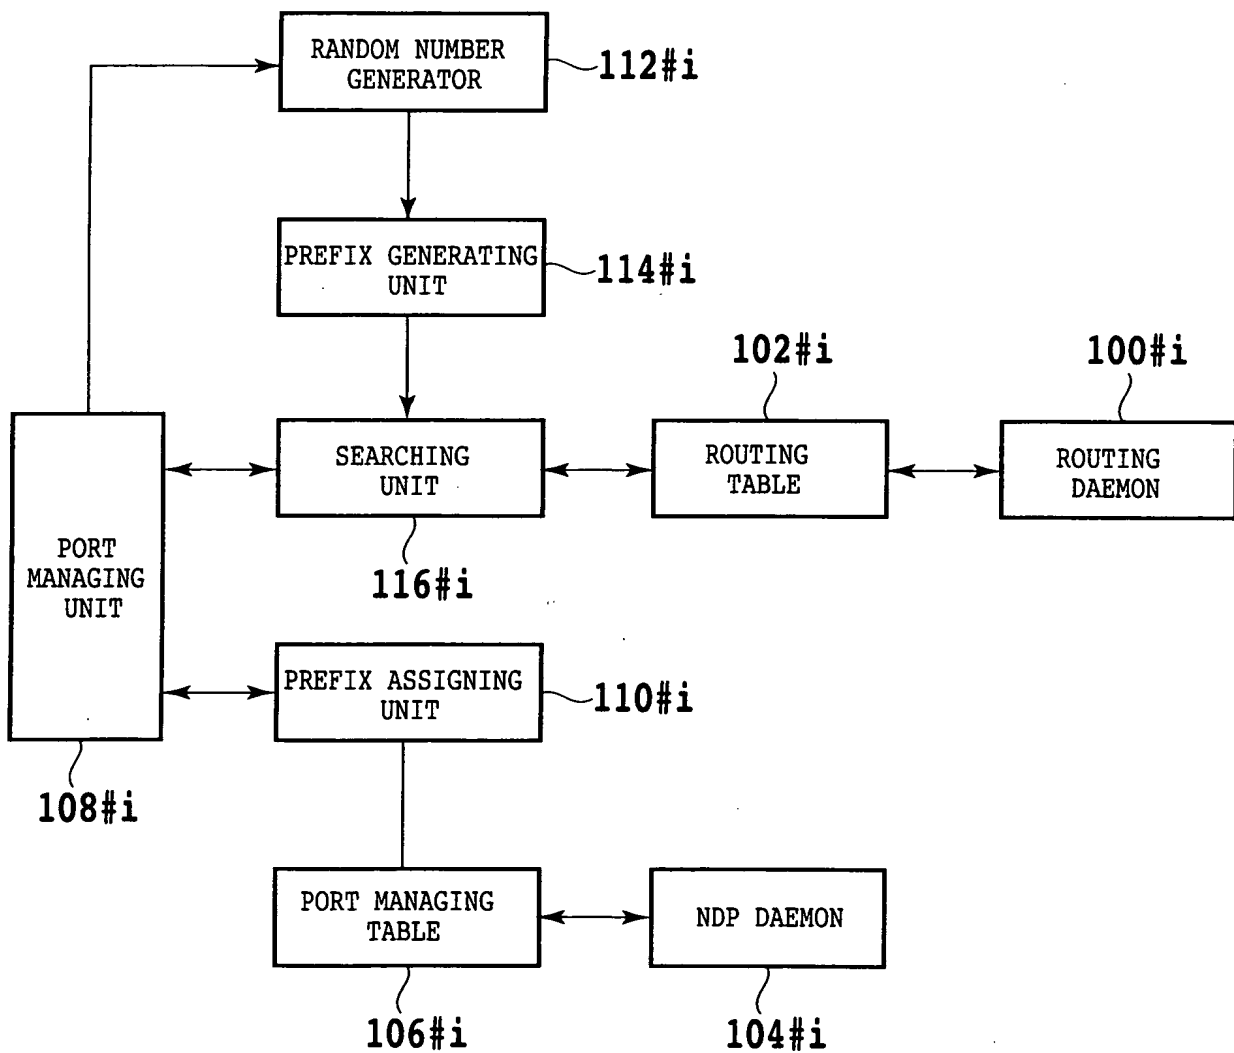 RANDOM NUMBER
GENERATOR
112#i
PREFIX GENERATING
UNIT
114#i
102#i
100#i
SEARCHING
UNIT
ROUTING
TABLE
ROUTING
DAEMON
116#i
PORT
MANAGING
UNIT
108#i
PREFIX ASSIGNING
UNIT
110#i
PORT MANAGING
TABLE
NDP DAEMON
106#i
104#i